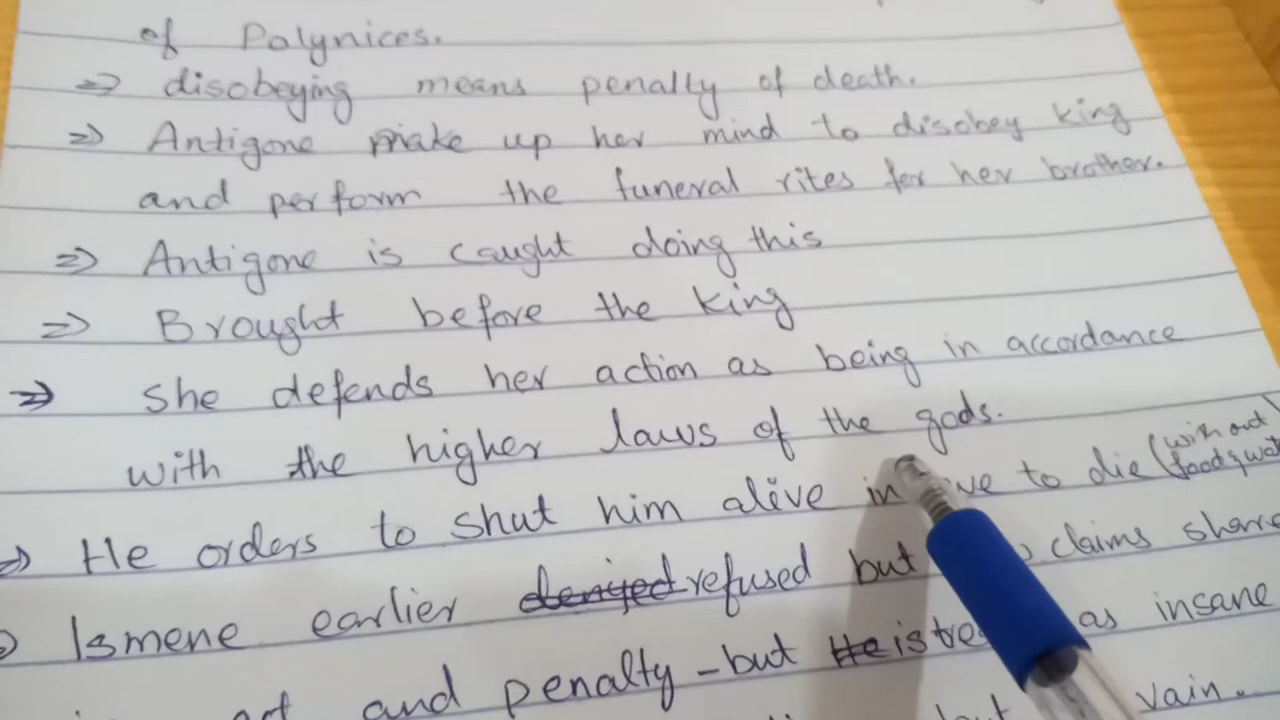 of Polynices.
⇒ disobeying means penalty of death.
⇒ Antigone make up her mind to disobey king
and perform the funeral rites for her brother.
⇒ Antigone is caught doing this
⇒ Brought before the king
⇒ She defends her action as being in accordance
with the higher laws of the gods.
⇒ He orders to shut him alive in to die (without food & wat
Ismene earlier denied refused but claims share
act and penalty - but He is as insane
but vain.